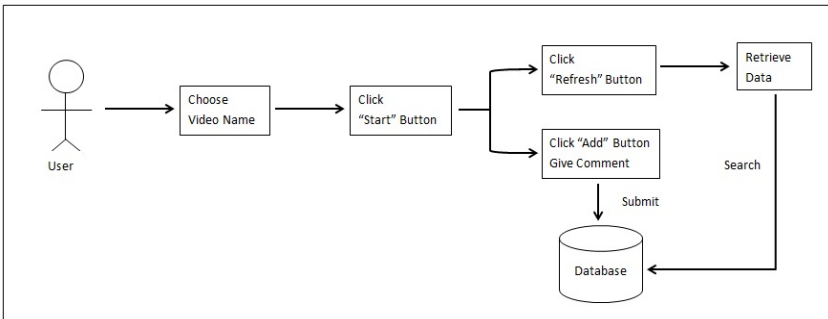 User
Choose
Video Name
Click
“Start” Button
Click
“Refresh” Button
Retrieve
Data
Click “Add” Button
Give Comment
Submit
Search
Database